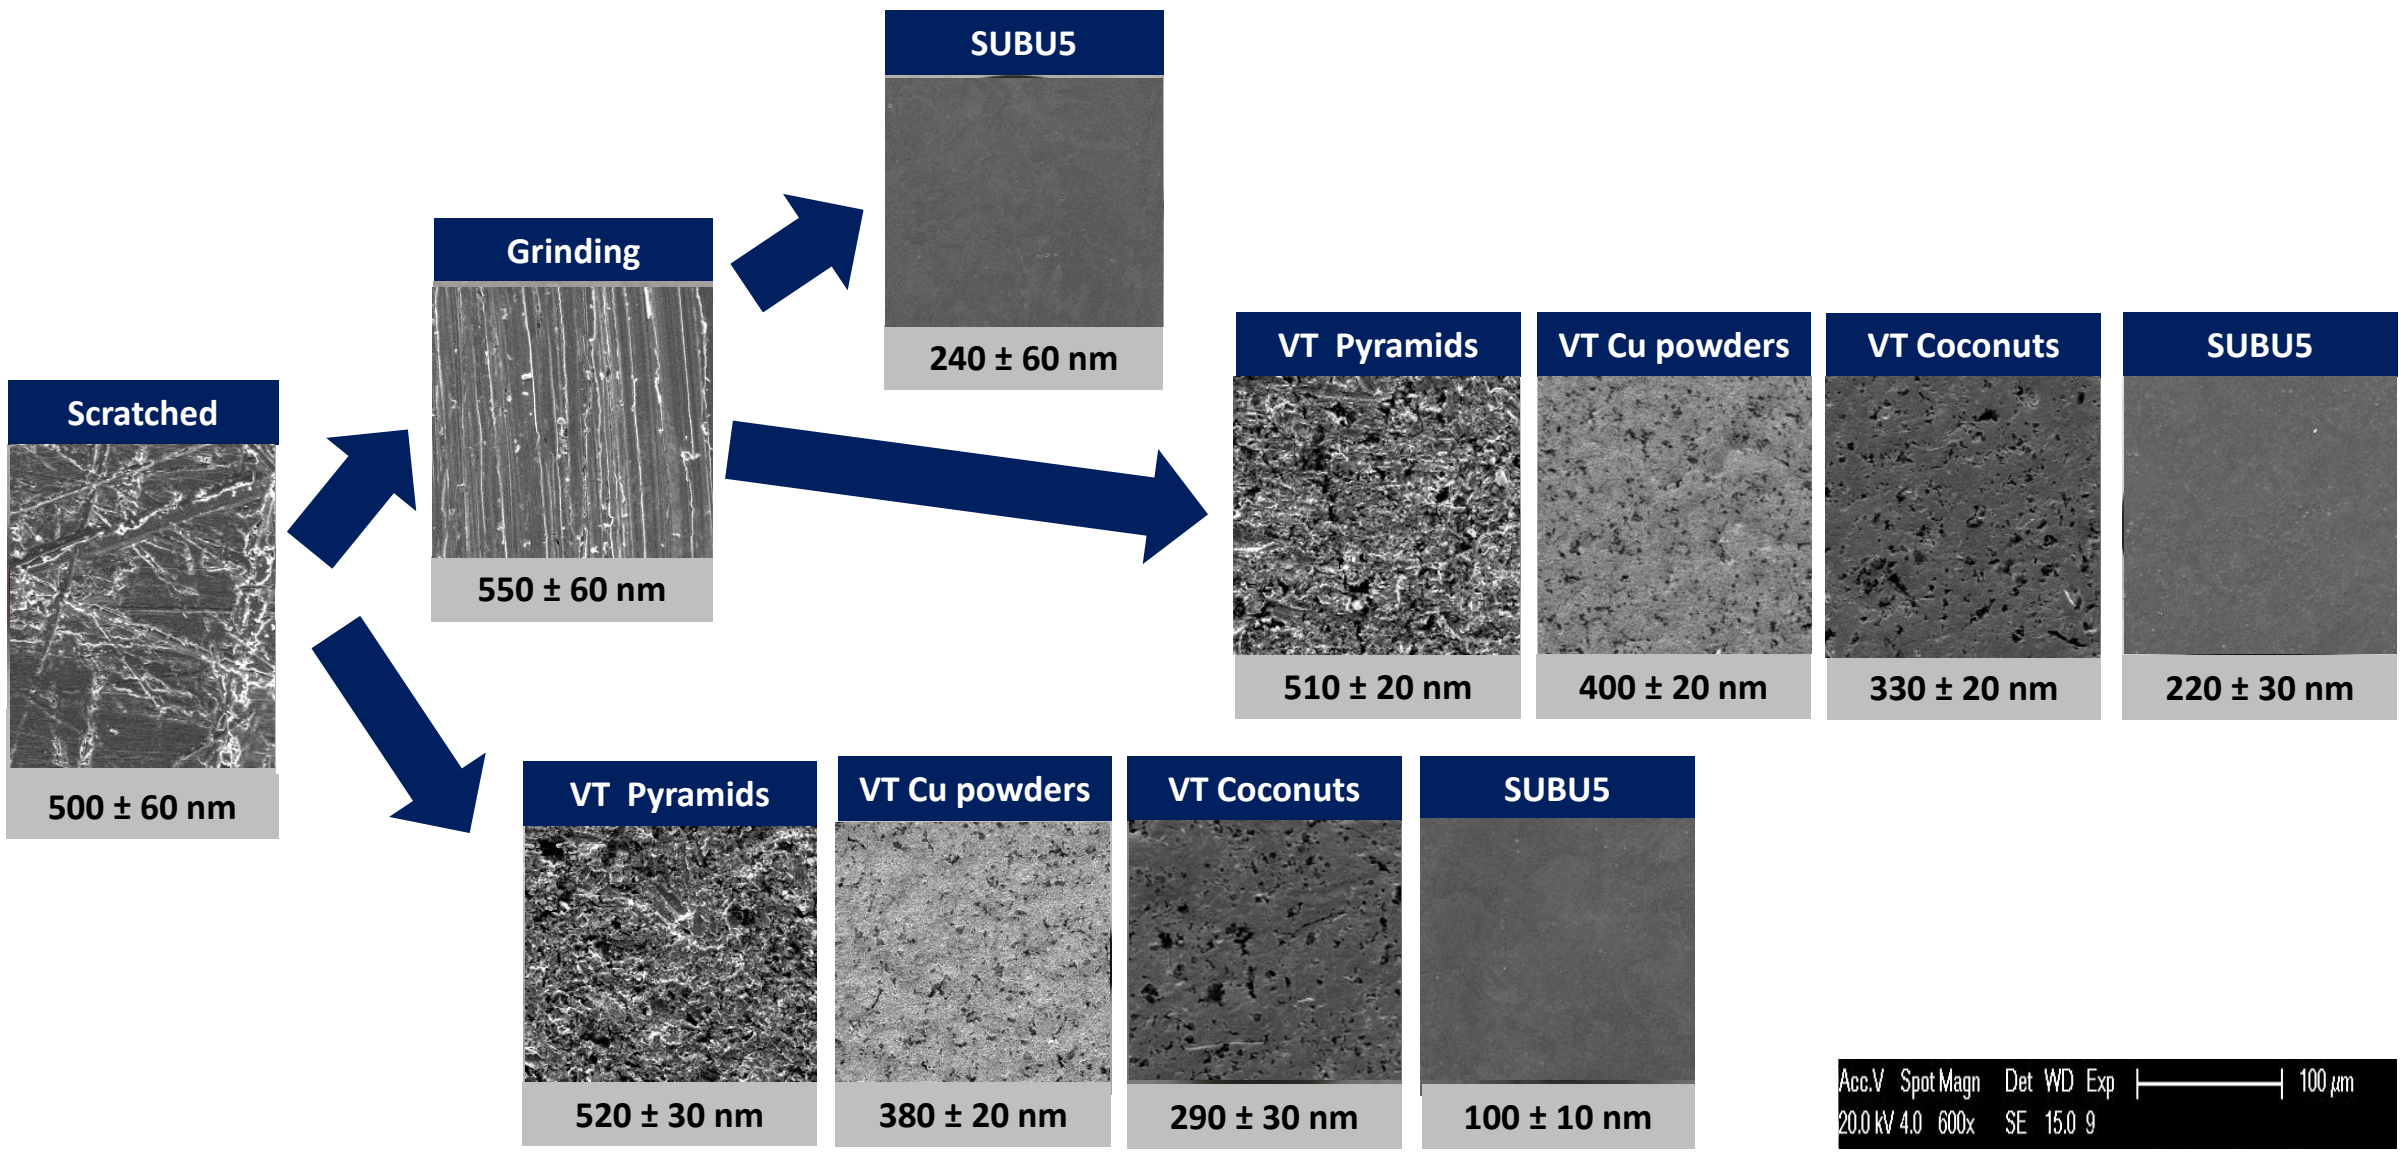 SUBU5
240 ± 60 nm
Grinding
550 ± 60 nm
Scratched
500 ± 60 nm
VT Pyramids
510 ± 20 nm
VT Cu powders
400 ± 20 nm
VT Coconuts
330 ± 20 nm
SUBU5
220 ± 30 nm
VT Pyramids
520 ± 30 nm
VT Cu powders
380 ± 20 nm
VT Coconuts
290 ± 30 nm
SUBU5
100 ± 10 nm
Acc.V Spot Magn Det WD Exp 100 µm
20.0 kV 4.0 600x SE 15.0 9